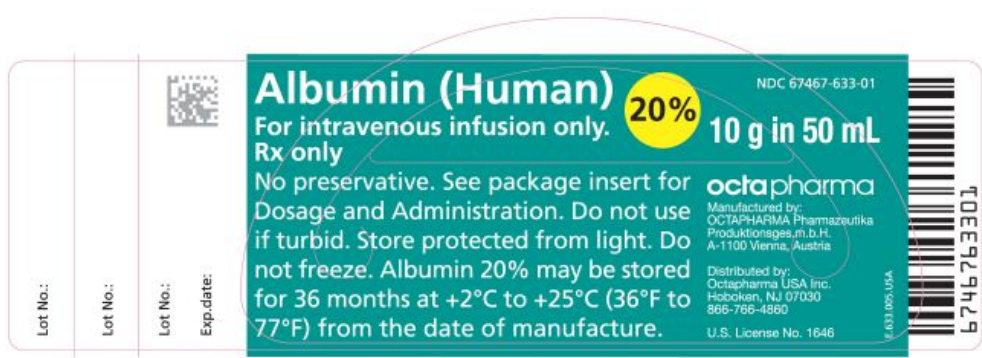 Lot No.:
Lot No.:
Lot No.:
Exp.date:
Albumin (Human)
20%
For intravenous infusion only.
Rx only
No preservative. See package insert for
Dosage and Administration. Do not use
if turbid. Store protected from light. Do
not freeze. Albumin 20% may be stored
for 36 months at +2°C to +25°C (36°F to
77°F) from the date of manufacture.
NDC 67467-633-01
10 g in 50 mL
octapharma
Manufactured by:
OCTAPHARMA Pharmazeutika
Produktionsges.m.b.H.
A-1100 Vienna, Austria
Distributed by:
Octapharma USA Inc.
Hoboken, NJ 07030
866-766-4860
U.S. License No. 1646
E.633.005.USA
6746763301